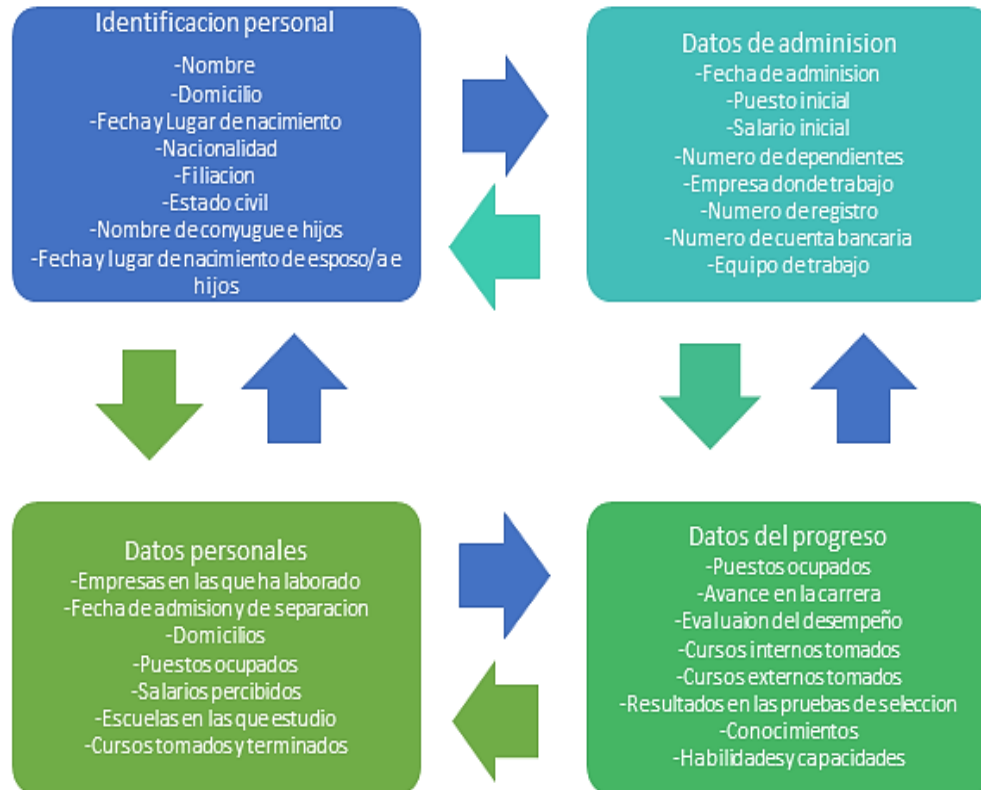 Identificacion personal
-Nombre
-Domicilio
-Fecha y Lugar de nacimiento
-Nacionalidad
-Filiacion
-Estado civil
-Nombre de conyugue e hijos
-Fecha y lugar de nacimiento de esposo/a e
hijos
Datos de adminision
-Fecha de adminision
-Puesto inicial
-Salario inicial
-Numero de dependientes
-Empresa donde trabajo
-Numero de registro
-Numero de cuenta bancaria
-Equipo de trabajo
Datos personales
-Empresas en las que ha laborado
-Fecha de admision y de separacion
-Domicilios
-Puestos ocupados
-Salarios percibidos
-Escuelas en las que estudio
-Cursos tomados y terminados
Datos del progreso
-Puestos ocupados
-Avance en la carrera
-Evaluaion del desempeño
-Cursos internos tomados
-Cursos externos tomados
-Resultados en las pruebas de seleccion
-Conocimientos
-Habilidades y capacidades